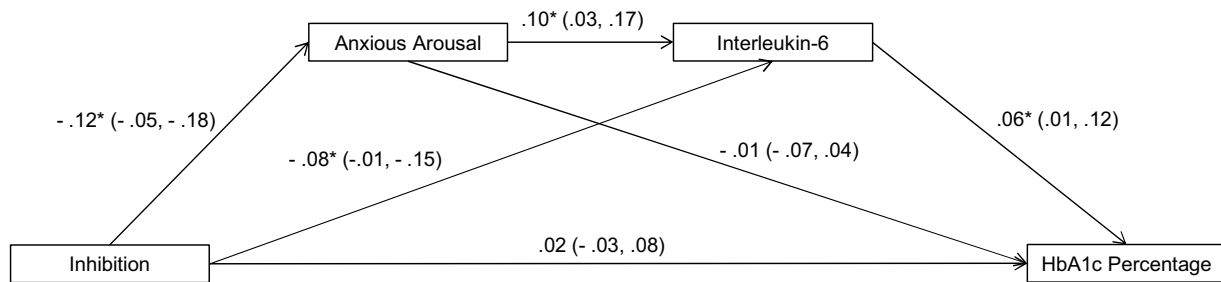 .10* (.03, .17)
Anxious Arousal
Interleukin-6
- .12* (- .05, - .18)
.06* (.01, .12)
- .08* (-.01, - .15)
- .01 (- .07, .04)
.02 (- .03, .08)
Inhibition
HbA1c Percentage